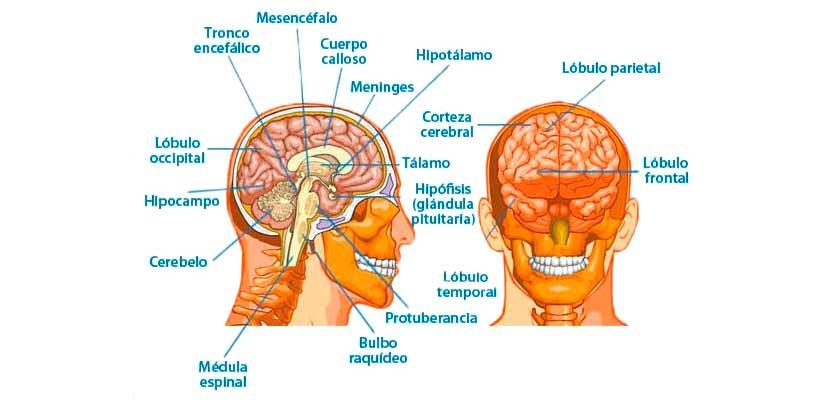 Mesencéfalo
Tronco
encefálico
Cuerpo
calloso
Hipotálamo
Meninges
Lóbulo
occipital
Tálamo
Hipocampo
Hipófisis
(glándula
pituitaria)
Cerebelo
Protuberancia
Bulbo
raquídeo
Médula
espinal
Lóbulo parietal
Corteza
cerebral
Lóbulo
frontal
Lóbulo
temporal